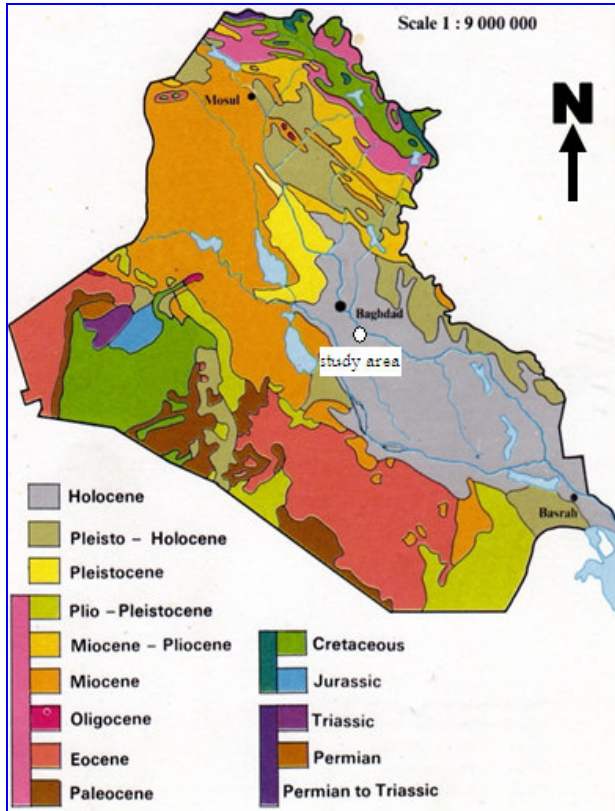 Scale 1 : 9 000 000
N
Mosul
Baghdad
study area
Basrah
Holocene
Pleisto – Holocene
Pleistocene
Plio – Pleistocene
Miocene – Pliocene
Miocene
Oligocene
Eocene
Paleocene
Cretaceous
Jurassic
Triassic
Permian
Permian to Triassic